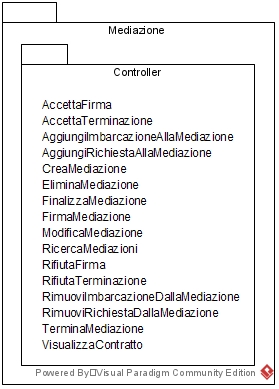 Mediazione
Controller
AccettaFirma
AccettaTerminazione
AggiungiImbarcazioneAllaMediazione
AggiungiRichiestaAllaMediazione
CreaMediazione
EliminaMediazione
FinalizzaMediazione
FirmaMediazione
ModificaMediazione
RicercaMediazioni
RifiutaFirma
RifiutaTerminazione
RimuoviImbarcazioneDallaMediazione
RimuoviRichiestaDallaMediazione
TerminaMediazione
VisualizzaContratto
Powered By Visual Paradigm Community Edition